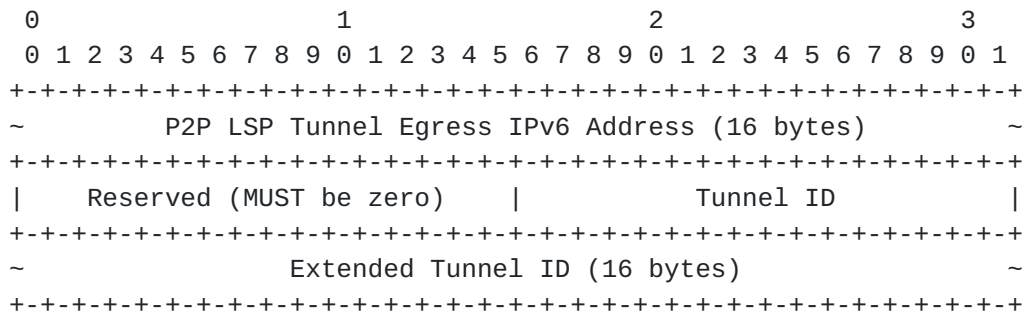 0                   1                   2                   3
 0 1 2 3 4 5 6 7 8 9 0 1 2 3 4 5 6 7 8 9 0 1 2 3 4 5 6 7 8 9 0 1
+-+-+-+-+-+-+-+-+-+-+-+-+-+-+-+-+-+-+-+-+-+-+-+-+-+-+-+-+-+-+-+-+
~         P2P LSP Tunnel Egress IPv6 Address (16 bytes)         ~
+-+-+-+-+-+-+-+-+-+-+-+-+-+-+-+-+-+-+-+-+-+-+-+-+-+-+-+-+-+-+-+-+
|    Reserved (MUST be zero)    |           Tunnel ID           |
+-+-+-+-+-+-+-+-+-+-+-+-+-+-+-+-+-+-+-+-+-+-+-+-+-+-+-+-+-+-+-+-+
~                 Extended Tunnel ID (16 bytes)                 ~
+-+-+-+-+-+-+-+-+-+-+-+-+-+-+-+-+-+-+-+-+-+-+-+-+-+-+-+-+-+-+-+-+